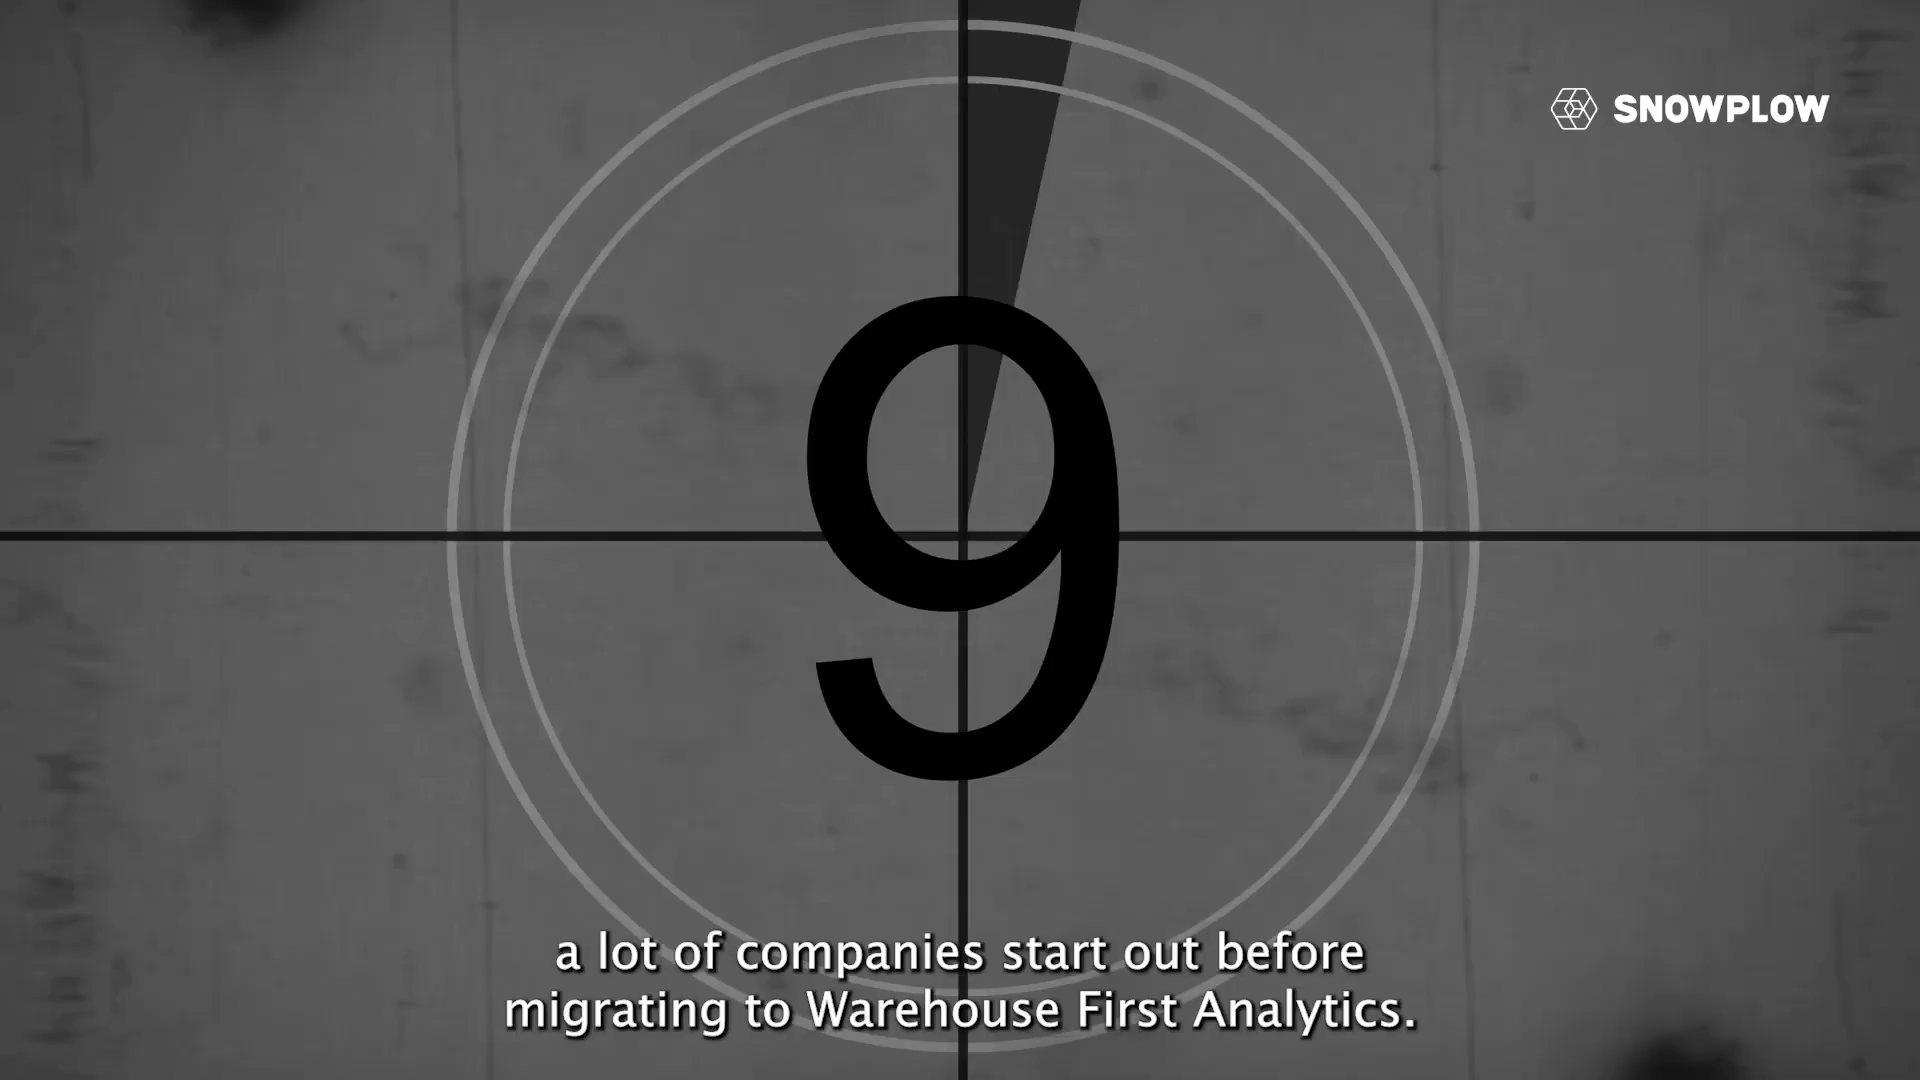 SNOWPLOW
9
a lot of companies start out before
migrating to Warehouse First Analytics.